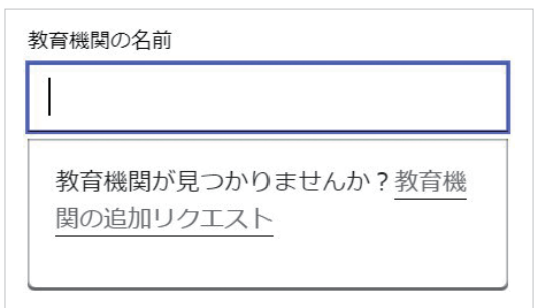 教育機関の名前
教育機関が見つかりませんか？教育機
関の追加リクエスト